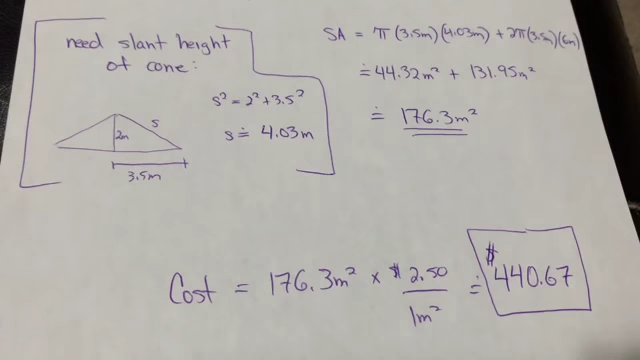 need slant height
of cone:
s² = 2² + 3.5²
s ≐ 4.03m
2m
s
3.5m
SA = π(3.5m)(4.03m) + 2π(3.5m)(6m)
≐ 44.32m² + 131.95m²
≐ 176.3m²
Cost = 176.3m² × $2.50/1m² ≐ $440.67